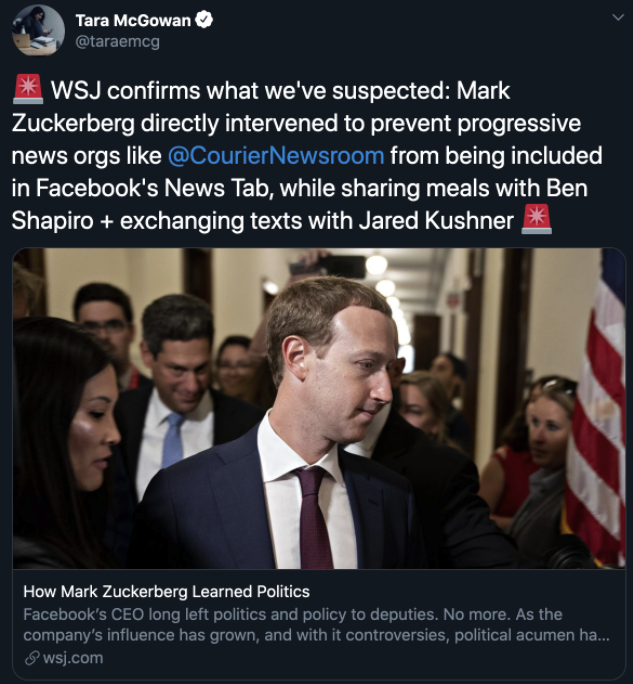 Tara McGowan
@taraemcg
🚨 WSJ confirms what we've suspected: Mark
Zuckerberg directly intervened to prevent progressive
news orgs like @CourierNewsroom from being included
in Facebook's News Tab, while sharing meals with Ben
Shapiro + exchanging texts with Jared Kushner 🚨
How Mark Zuckerberg Learned Politics
Facebook's CEO long left politics and policy to deputies. No more. As the
company's influence has grown, and with it controversies, political acumen ha...
wsj.com